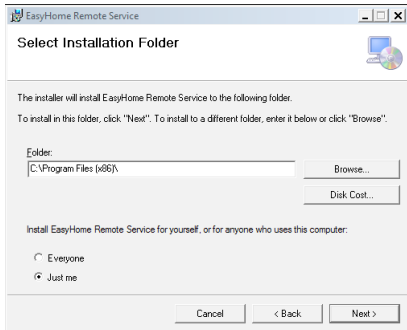 EasyHome Remote Service
Select Installation Folder
The installer will install EasyHome Remote Service to the following folder.
To install in this folder, click "Next". To install to a different folder, enter it below or click "Browse".
Folder:
C:\Program Files (x86)\
Browse...
Disk Cost...
Install EasyHome Remote Service for yourself, or for anyone who uses this computer:
Everyone
Just me
Cancel
< Back
Next >